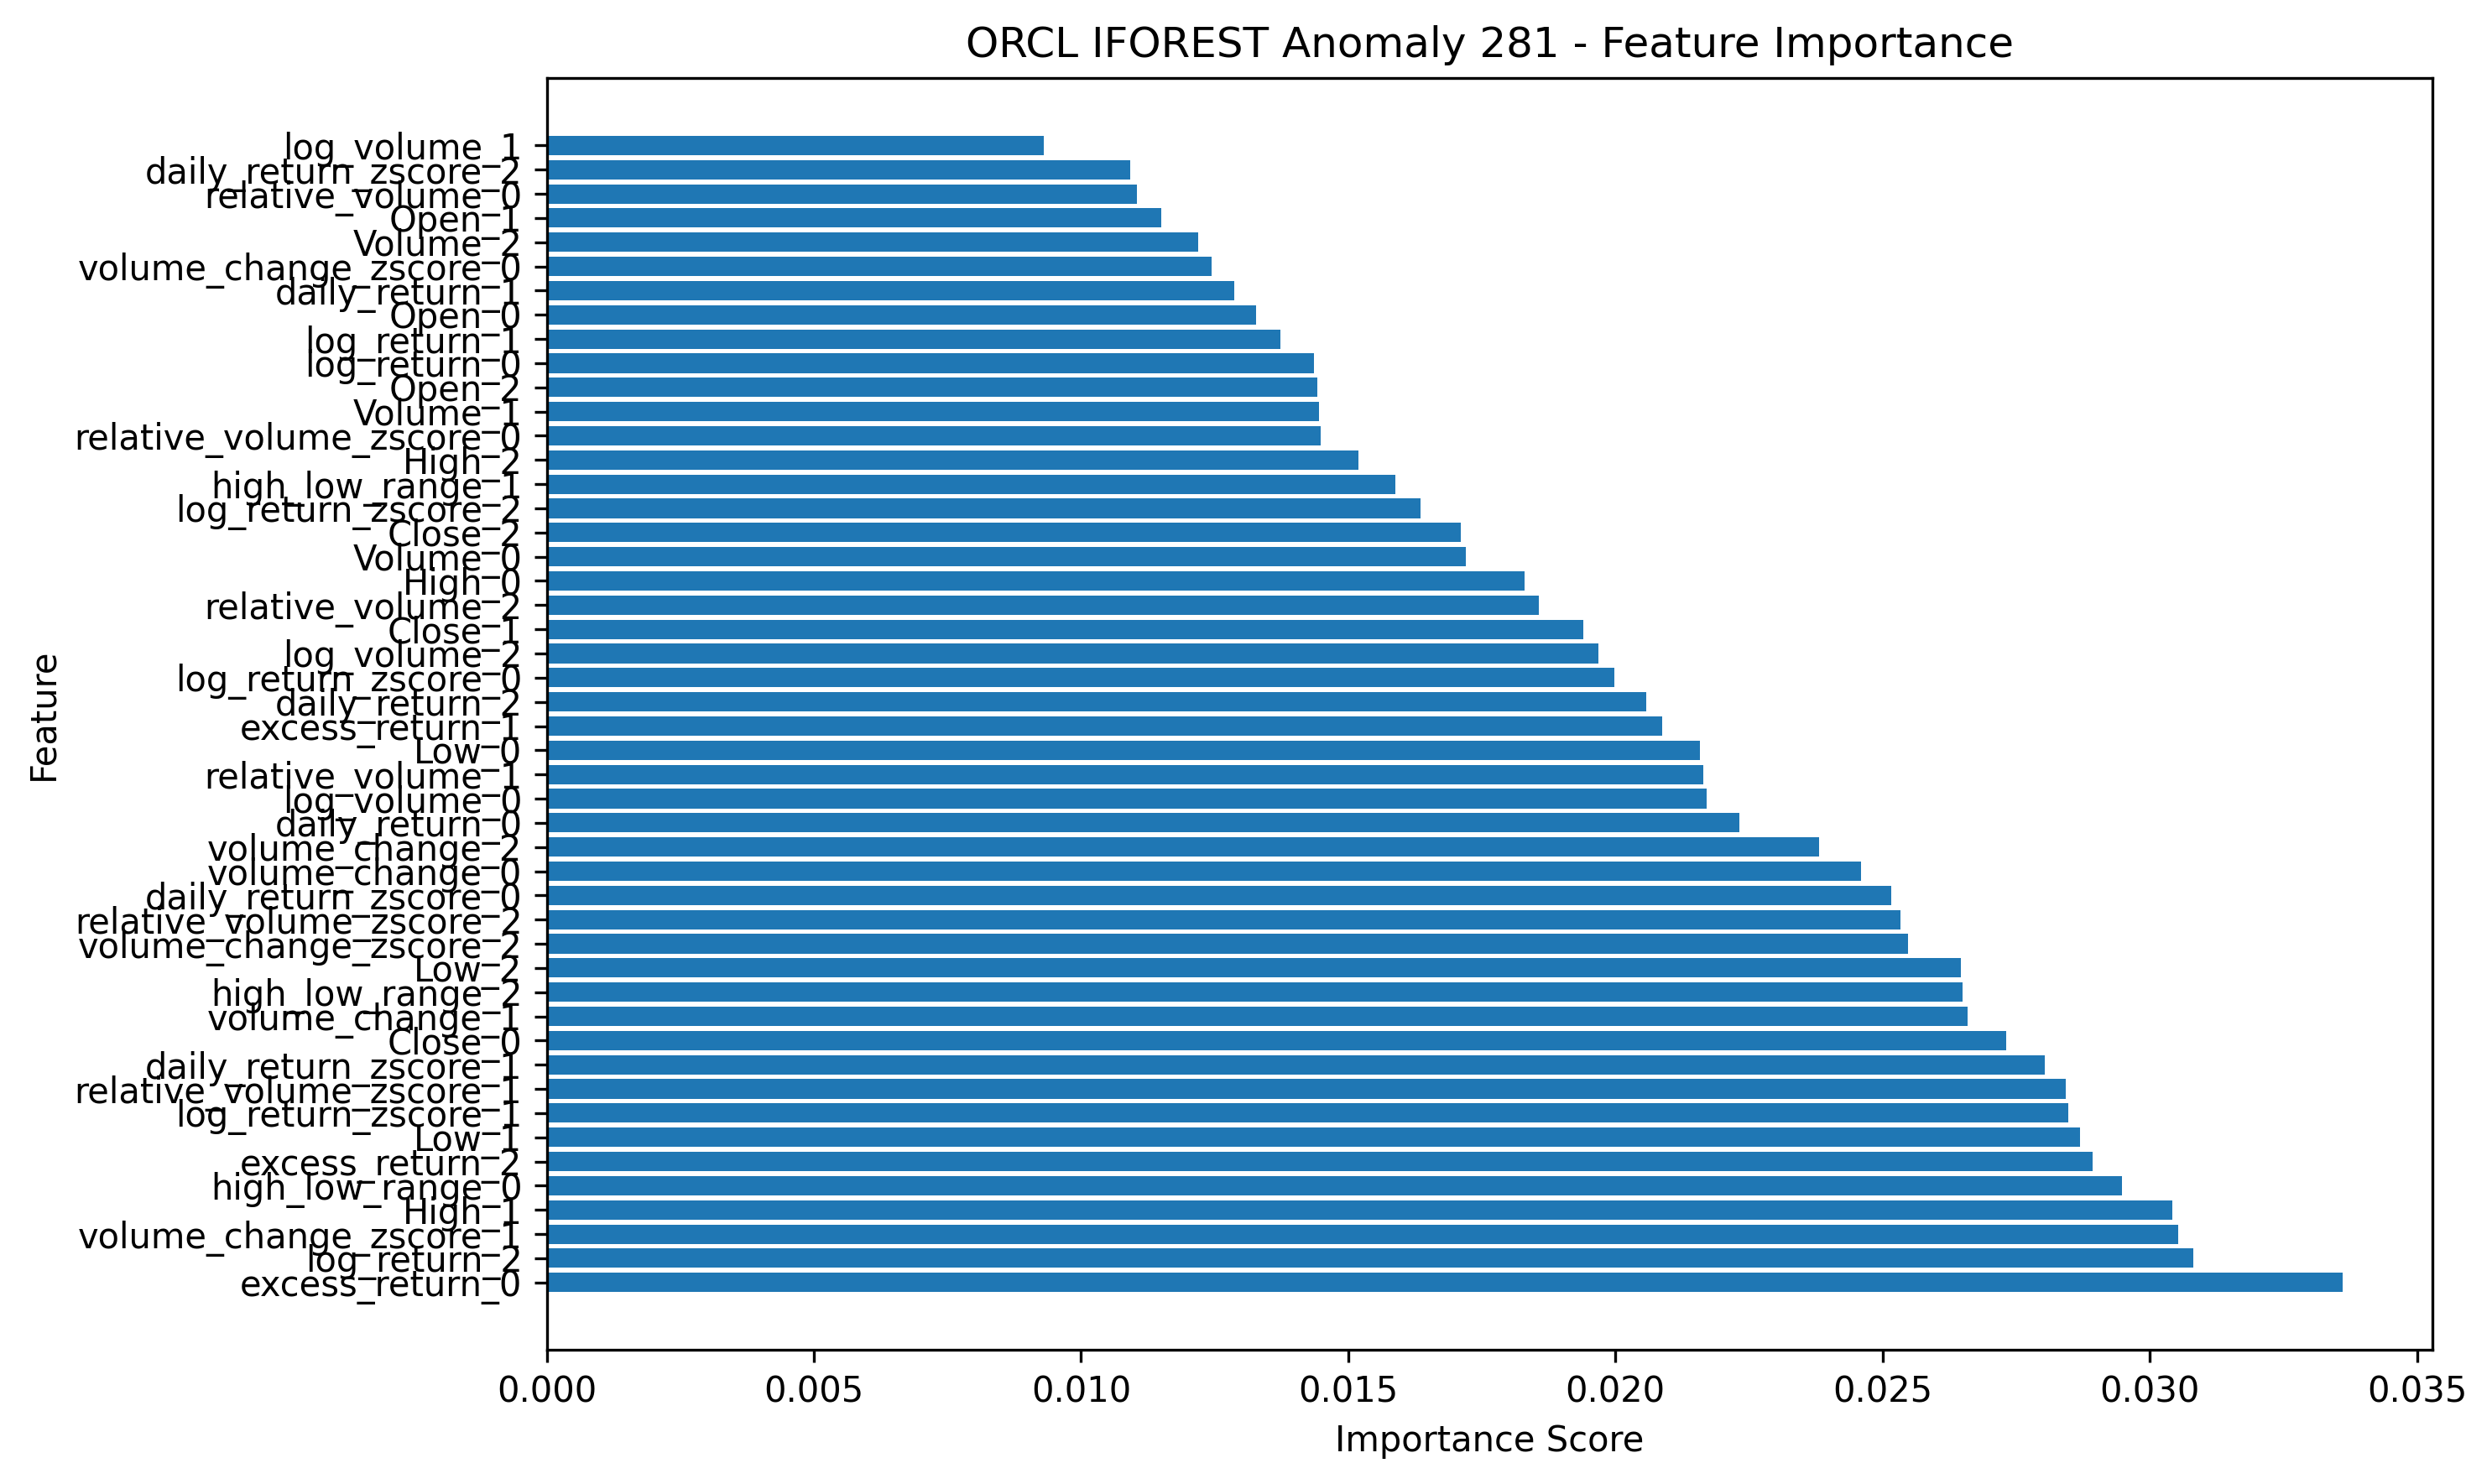 ORCL IFOREST Anomaly 281 - Feature Importance
log_volume_1
daily_return_zscore_2
relative_volume_0
Open_1
Volume_2
volume_change_zscore_0
daily_return_1
Open_0
log_return_1
log_return_0
Open_2
Volume_1
relative_volume_zscore_0
High_2
high_low_range_1
log_return_zscore_2
Close_2
Volume_0
High_0
relative_volume_2
Close_1
log_volume_2
log_return_zscore_0
daily_return_2
excess_return_1
Low_0
relative_volume_1
log_volume_0
daily_return_0
volume_change_2
volume_change_0
daily_return_zscore_0
relative_volume_zscore_2
volume_change_zscore_2
Low_2
high_low_range_2
volume_change_1
Close_0
daily_return_zscore_1
relative_volume_zscore_1
log_return_zscore_1
Low_1
excess_return_2
high_low_range_0
High_1
volume_change_zscore_1
log_return_2
excess_return_0
Feature
0.000 0.005 0.010 0.015 0.020 0.025 0.030 0.035
Importance Score